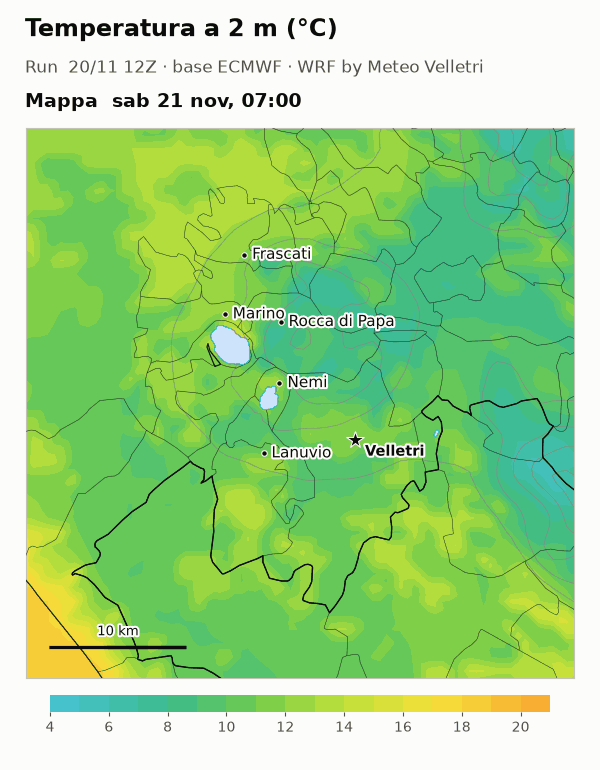 Temperatura a 2 m (°C)
Run  20/11 12Z · base ECMWF · WRF by Meteo Velletri
Mappa  sab 21 nov, 07:00
Frascati
Marino
Rocca di Papa
Nemi
Velletri
Lanuvio
10 km
4 6 8 10 12 14 16 18 20